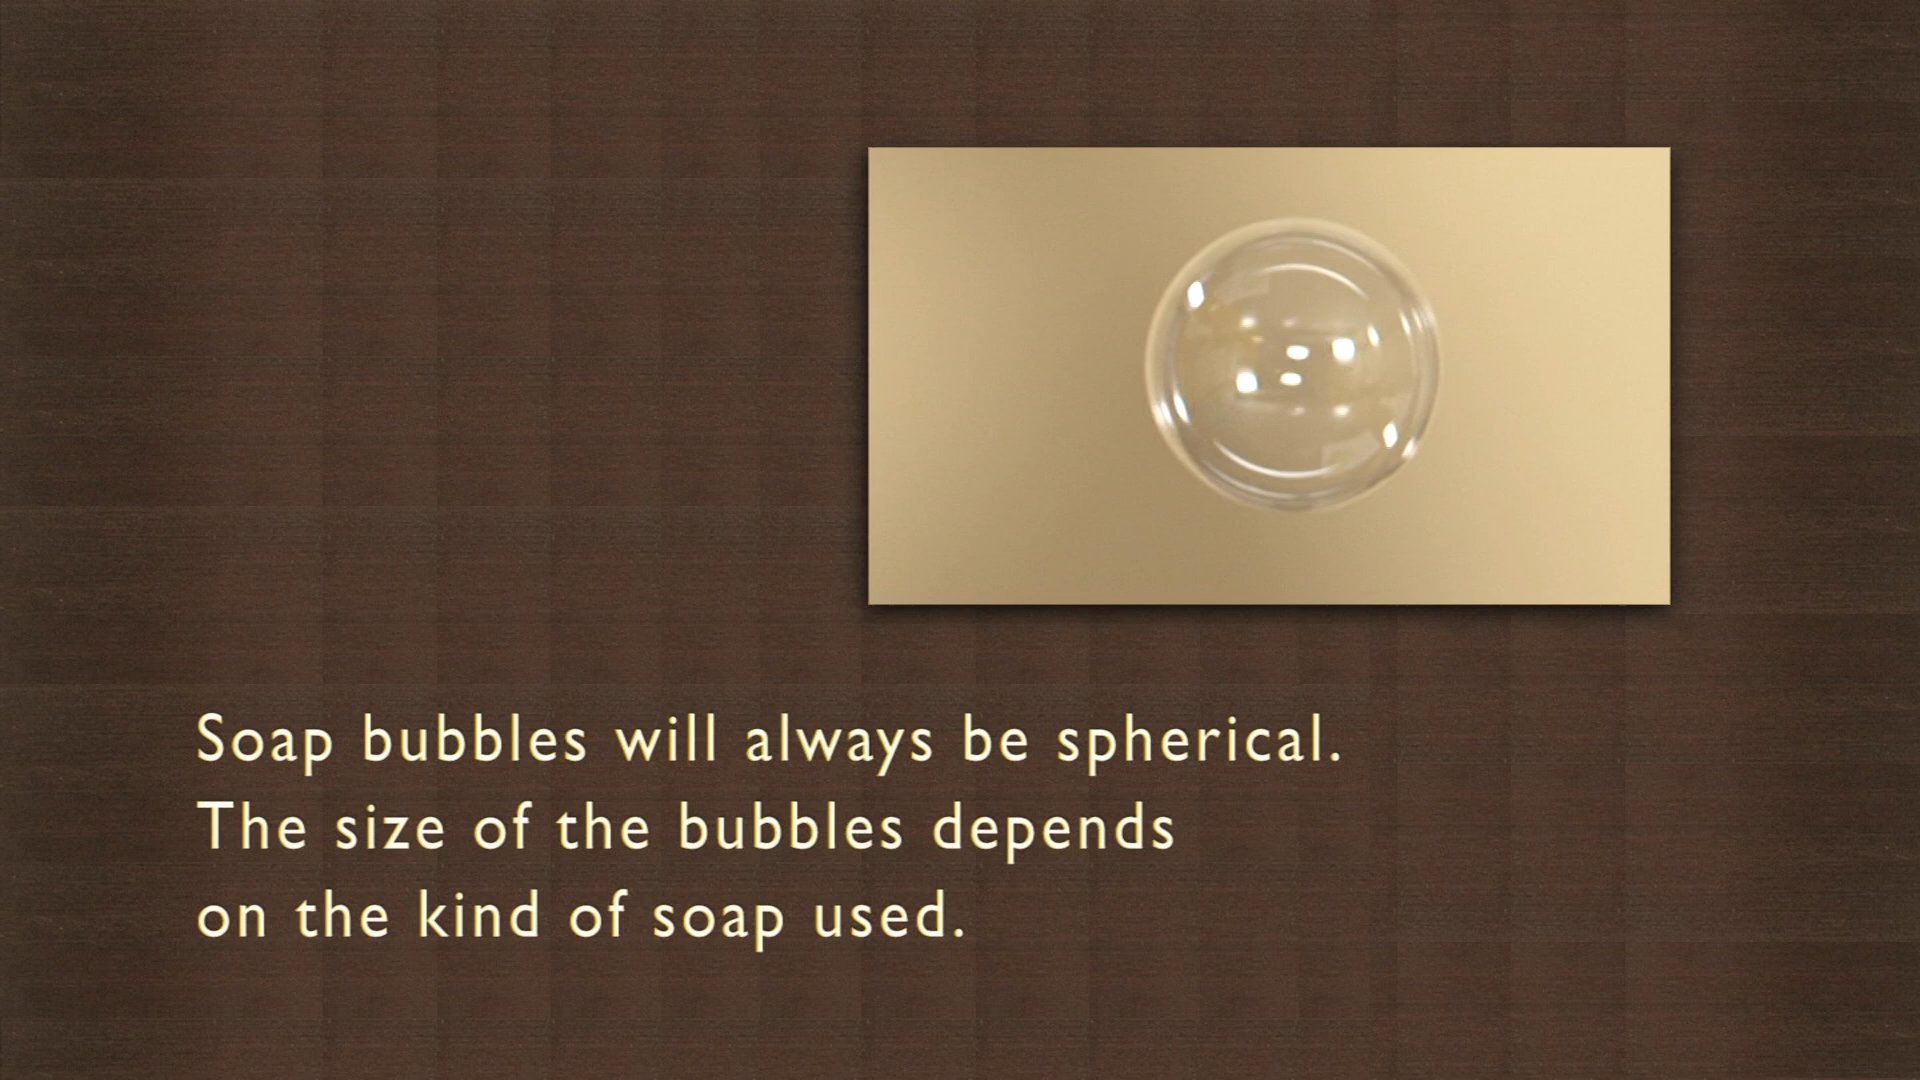 Soap bubbles will always be spherical.
The size of the bubbles depends
on the kind of soap used.